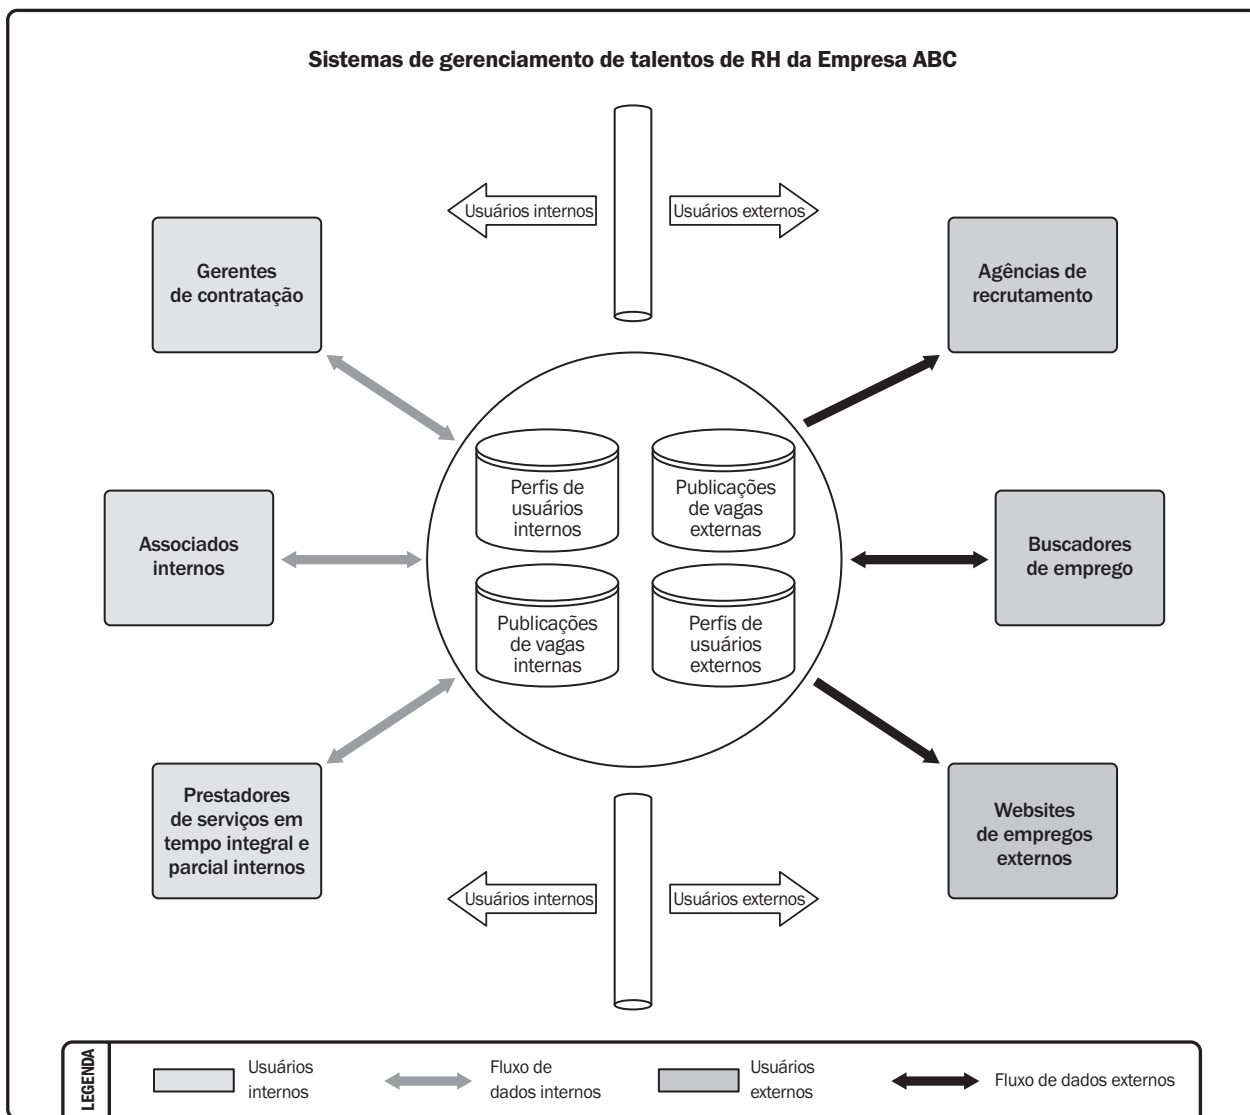 Sistemas de gerenciamento de talentos de RH da Empresa ABC
Usuários internos
Usuários externos
Gerentes
de contratação
Agências de
recrutamento
Perfis de
usuários
internos
Publicações
de vagas
externas
Associados
internos
Buscadores
de emprego
Publicações
de vagas
internas
Perfis de
usuários
externos
Prestadores
de serviços em
tempo integral e
parcial internos
Websites
de empregos
externos
Usuários internos
Usuários externos
LEGENDA
Usuários
internos
Fluxo de
dados internos
Usuários
externos
Fluxo de dados externos